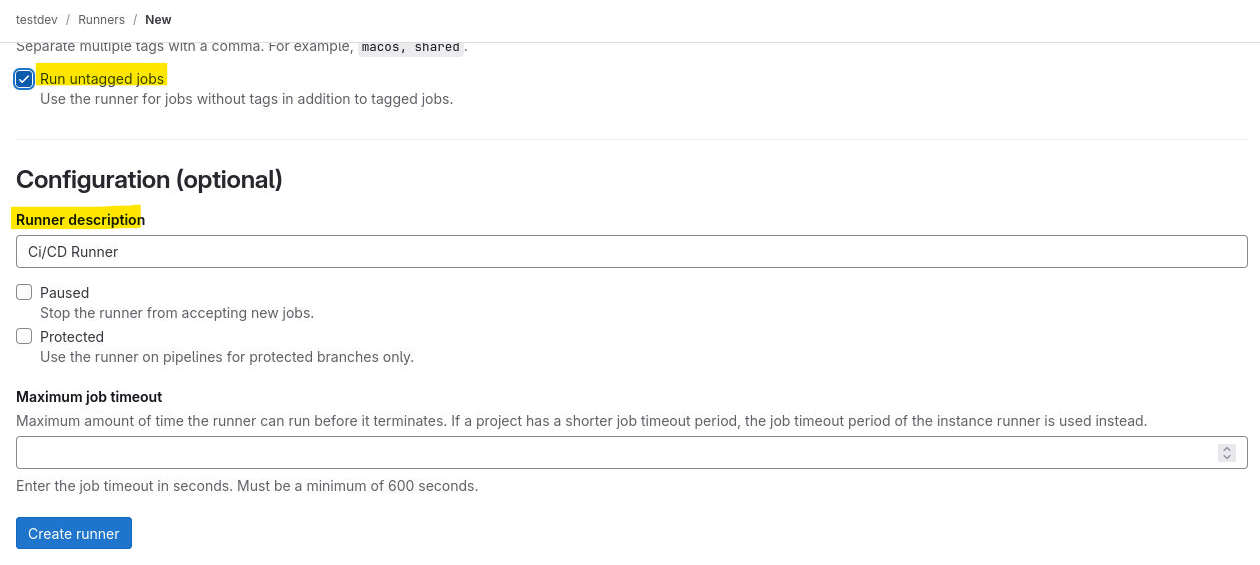 testdev / Runners / New
Separate multiple tags with a comma. For example, macos, shared.
Run untagged jobs
Use the runner for jobs without tags in addition to tagged jobs.
Configuration (optional)
Runner description
Ci/CD Runner
Paused
Stop the runner from accepting new jobs.
Protected
Use the runner on pipelines for protected branches only.
Maximum job timeout
Maximum amount of time the runner can run before it terminates. If a project has a shorter job timeout period, the job timeout period of the instance runner is used instead.
Enter the job timeout in seconds. Must be a minimum of 600 seconds.
Create runner